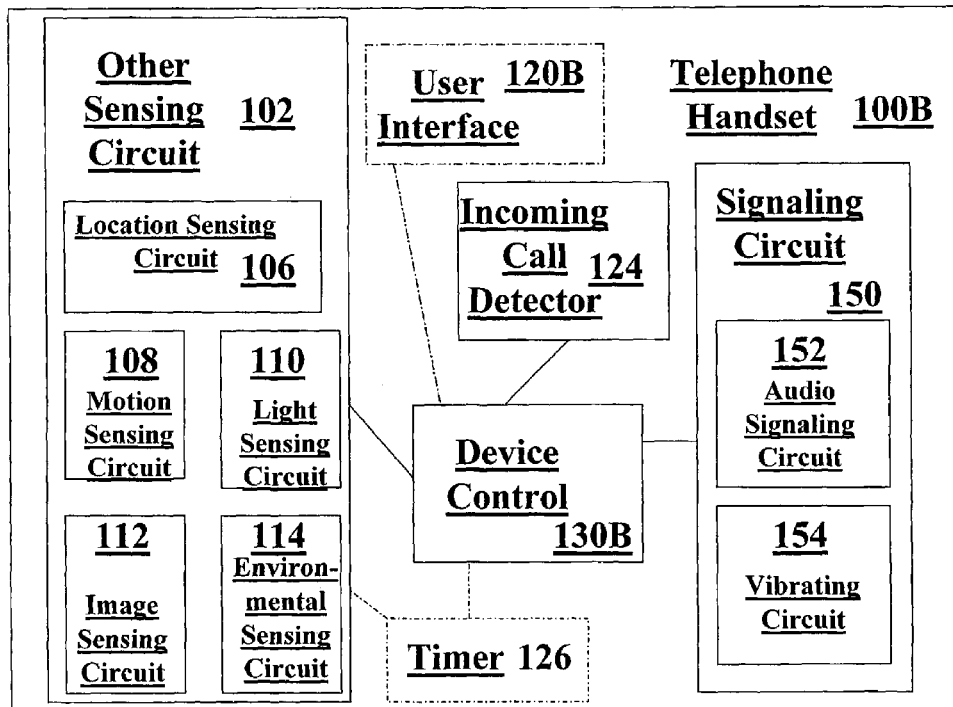 Other
Sensing 102
Circuit
Location Sensing
Circuit 106
108
Motion
Sensing
Circuit
110
Light
Sensing
Circuit
112
Image
Sensing
Circuit
114
Environ-
mental
Sensing
Circuit
User 120B
Interface
Incoming
Call 124
Detector
Device
Control
130B
Timer 126
Telephone
Handset 100B
Signaling
Circuit
150
152
Audio
Signaling
Circuit
154
Vibrating
Circuit